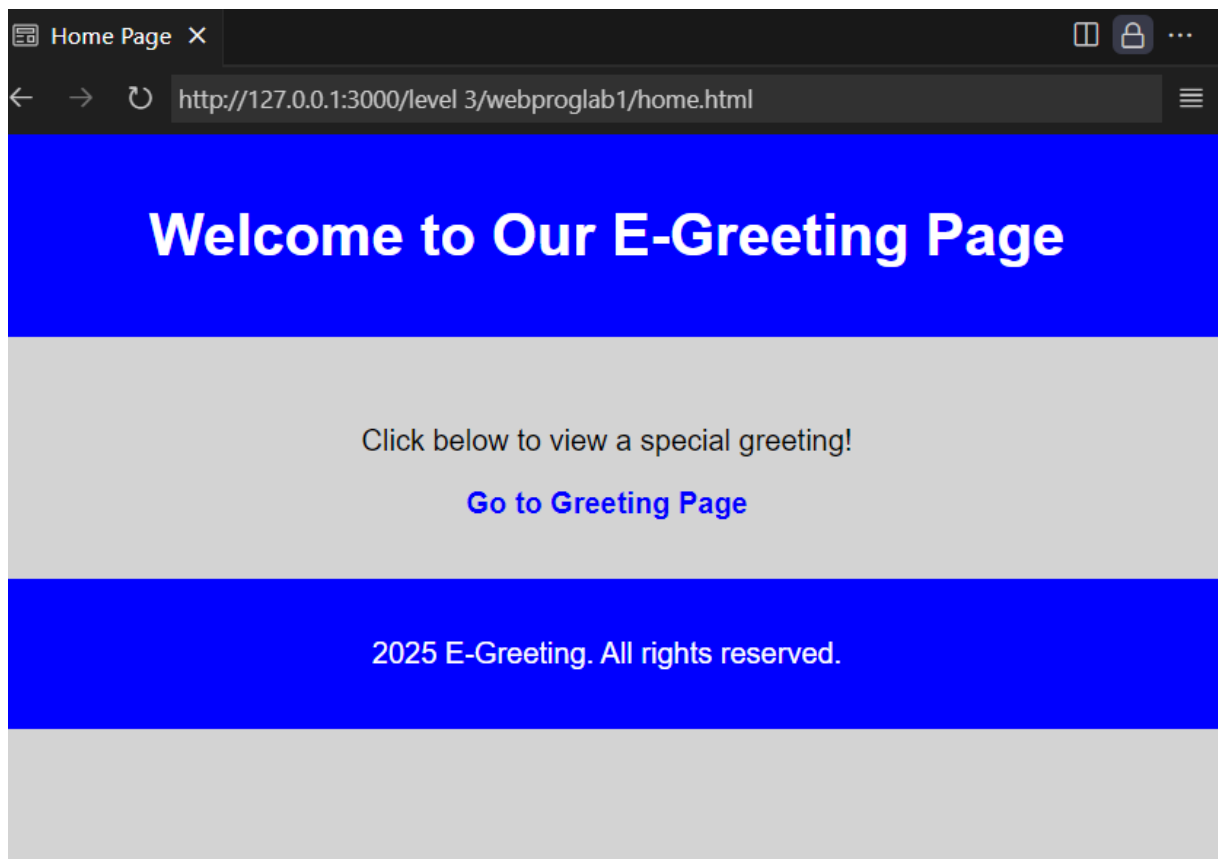 Home Page
http://127.0.0.1:3000/level 3/webproglab1/home.html
Welcome to Our E-Greeting Page
Click below to view a special greeting!
Go to Greeting Page
2025 E-Greeting. All rights reserved.